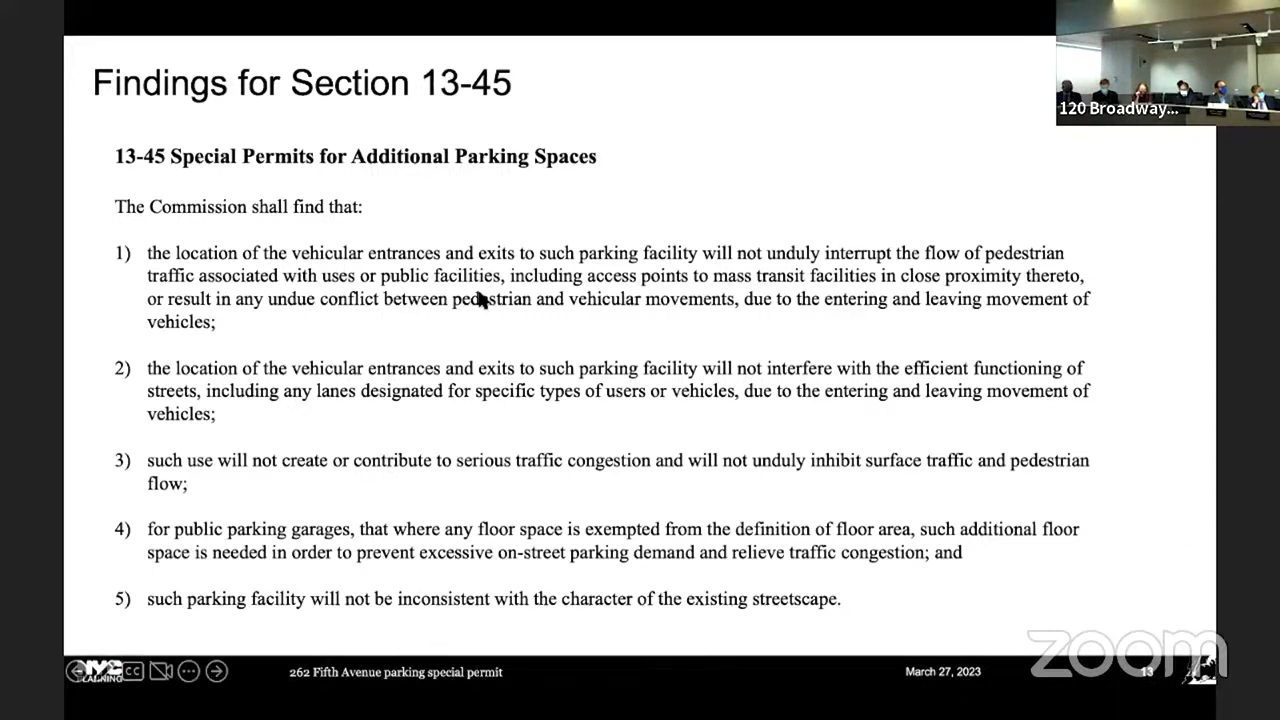 Findings for Section 13-45
120 Broadway...
13-45 Special Permits for Additional Parking Spaces
The Commission shall find that:
1) the location of the vehicular entrances and exits to such parking facility will not unduly interrupt the flow of pedestrian
traffic associated with uses or public facilities, including access points to mass transit facilities in close proximity thereto,
or result in any undue conflict between pedestrian and vehicular movements, due to the entering and leaving movement of
vehicles;
2) the location of the vehicular entrances and exits to such parking facility will not interfere with the efficient functioning of
streets, including any lanes designated for specific types of users or vehicles, due to the entering and leaving movement of
vehicles;
3) such use will not create or contribute to serious traffic congestion and will not unduly inhibit surface traffic and pedestrian
flow;
4) for public parking garages, that where any floor space is exempted from the definition of floor area, such additional floor
space is needed in order to prevent excessive on-street parking demand and relieve traffic congestion; and
5) such parking facility will not be inconsistent with the character of the existing streetscape.
zoom
NYC
PLANNING
CC
262 Fifth Avenue parking special permit
March 27, 2023
13